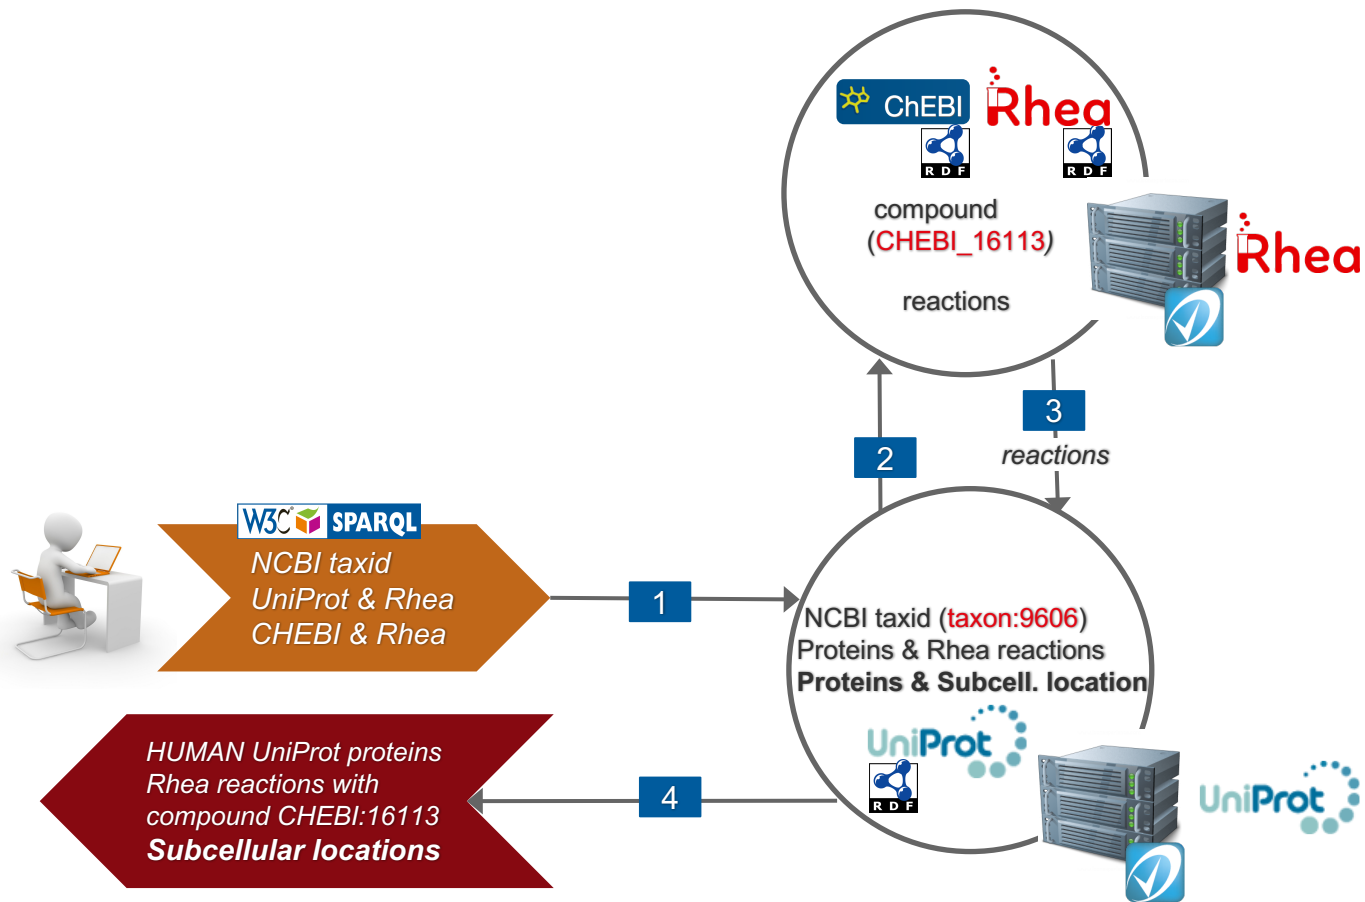 ChEBI Rhea
RDF RDF
compound
(CHEBI_16113)
reactions
Rhea
3
2
reactions
W3C SPARQL
NCBI taxid
UniProt & Rhea
CHEBI & Rhea
1
NCBI taxid (taxon:9606)
Proteins & Rhea reactions
Proteins & Subcell. location
UniProt
RDF
UniProt
HUMAN UniProt proteins
Rhea reactions with
compound CHEBI:16113
Subcellular locations
4